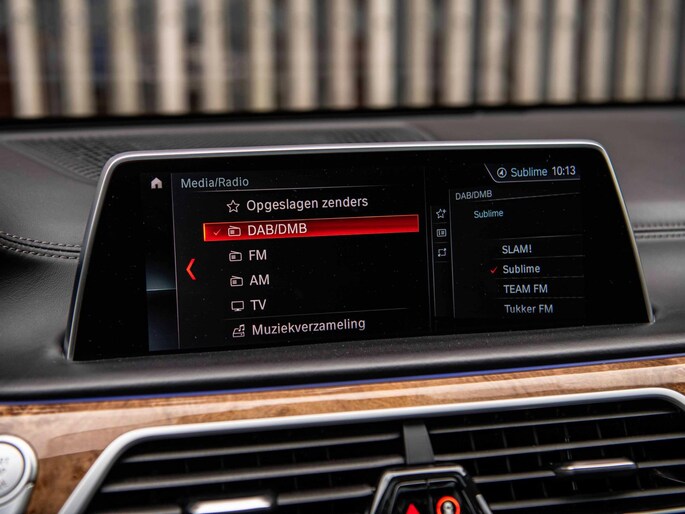 Media/Radio
Sublime 10:13
Opgeslagen zenders
DAB/DMB
FM
AM
TV
Muziekverzameling
DAB/DMB
Sublime
SLAM!
Sublime
TEAM FM
Tukker FM